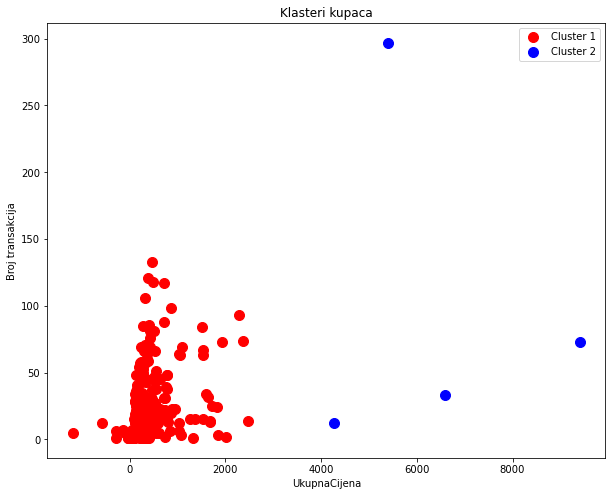 Klasteri kupaca
Cluster 1
Cluster 2
Broj transakcija
300
250
200
150
100
50
0
0 2000 4000 6000 8000
UkupnaCijena